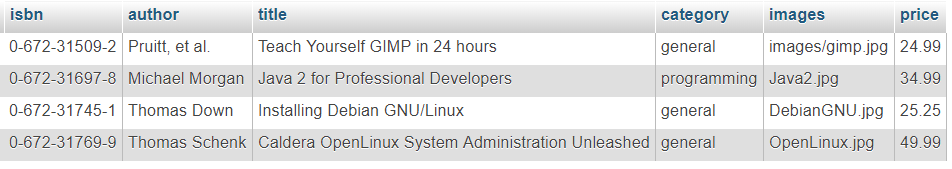 isbn author title category images price
0-672-31509-2 Pruitt, et al. Teach Yourself GIMP in 24 hours general images/gimp.jpg 24.99
0-672-31697-8 Michael Morgan Java 2 for Professional Developers programming Java2.jpg 34.99
0-672-31745-1 Thomas Down Installing Debian GNU/Linux general DebianGNU.jpg 25.25
0-672-31769-9 Thomas Schenk Caldera OpenLinux System Administration Unleashed general OpenLinux.jpg 49.99